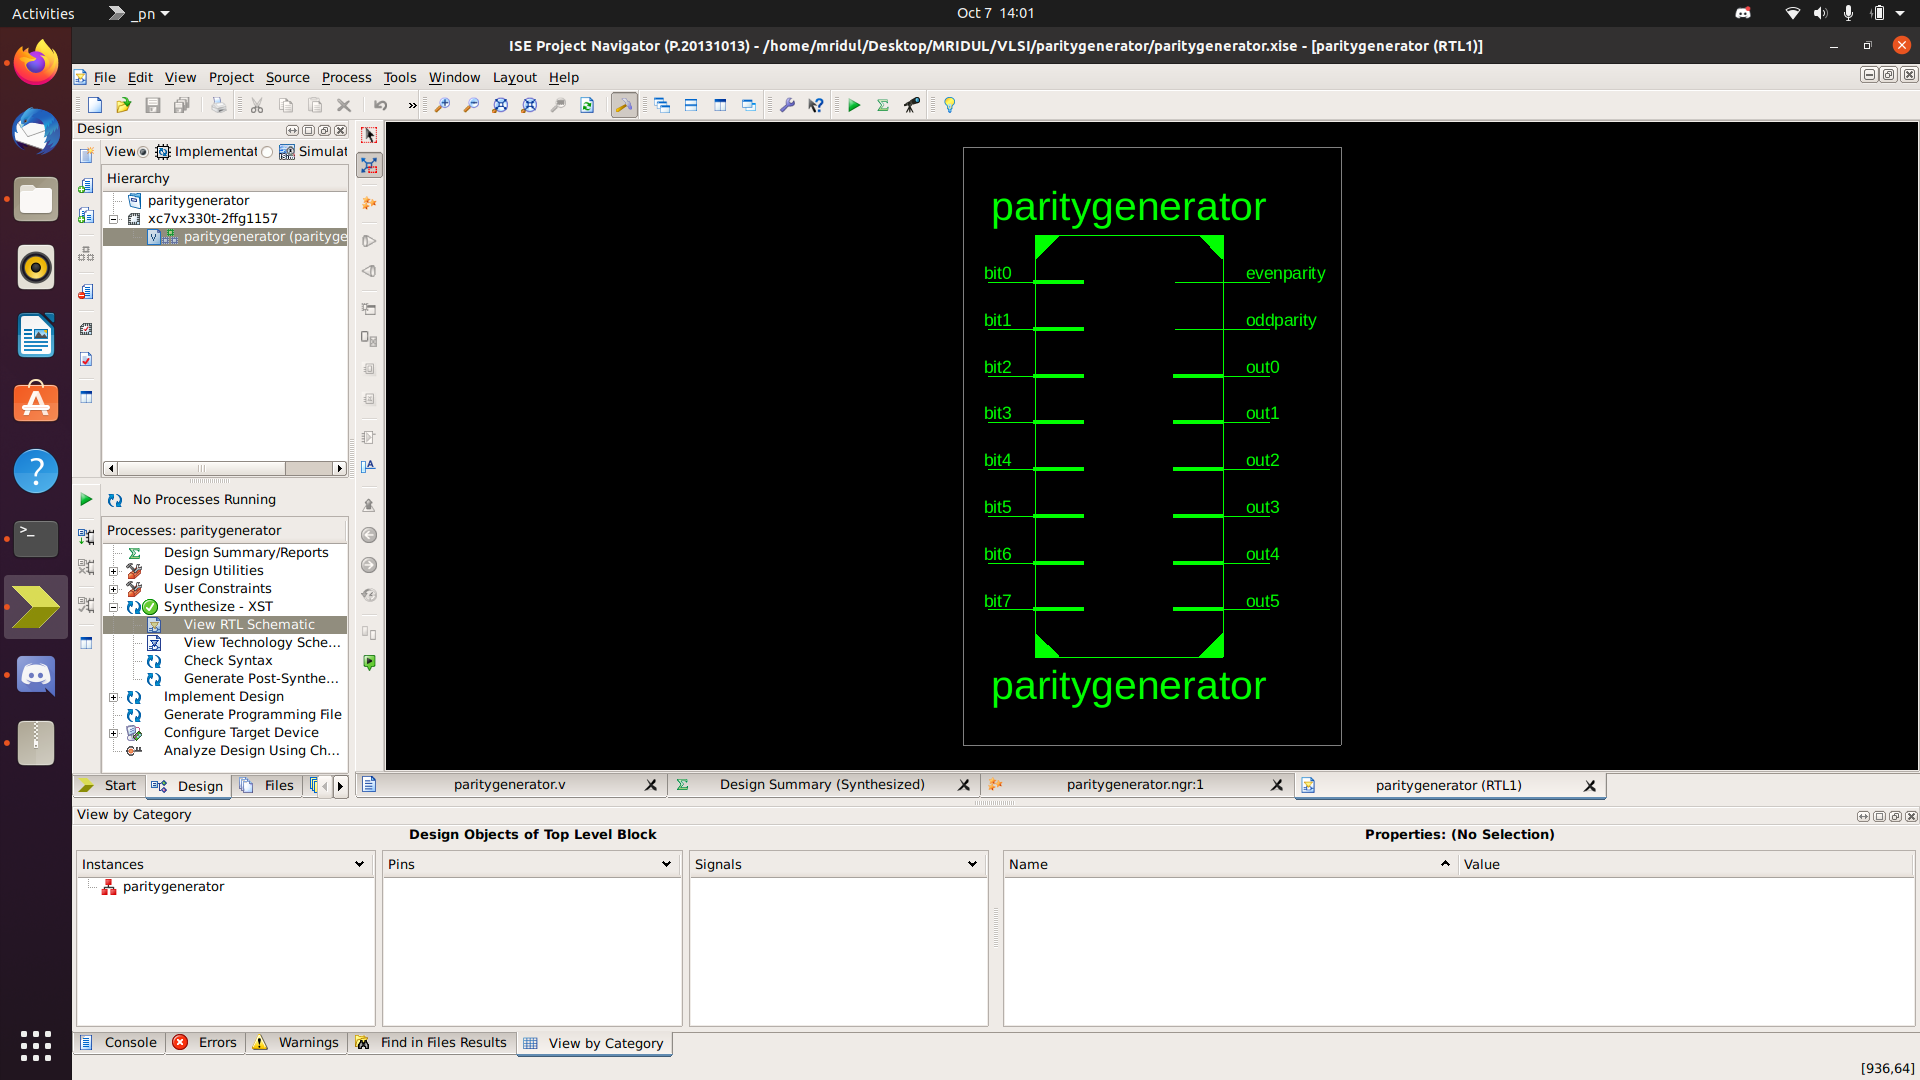 Activities
_pn
Oct 7 14:01
ISE Project Navigator (P.20131013) - /home/mridul/Desktop/MRIDUL/VLSI/paritygenerator/paritygenerator.xise - [paritygenerator (RTL1)]
File Edit View Project Source Process Tools Window Layout Help
»
Design
View Implementat Simulat
Hierarchy
paritygenerator
xc7vx330t-2ffg1157
paritygenerator (parityge
No Processes Running
Processes: paritygenerator
Design Summary/Reports
Design Utilities
User Constraints
Synthesize - XST
View RTL Schematic
View Technology Sche...
Check Syntax
Generate Post-Synthe...
Implement Design
Generate Programming File
Configure Target Device
Analyze Design Using Ch...
Start Design Files
paritygenerator
bit0 evenparity
bit1 oddparity
bit2 out0
bit3 out1
bit4 out2
bit5 out3
bit6 out4
bit7 out5
paritygenerator
paritygenerator.v Design Summary (Synthesized) paritygenerator.ngr:1 paritygenerator (RTL1)
View by Category
Design Objects of Top Level Block
Properties: (No Selection)
Instances Pins Signals Name Value
paritygenerator
Console Errors Warnings Find in Files Results View by Category
[936,64]